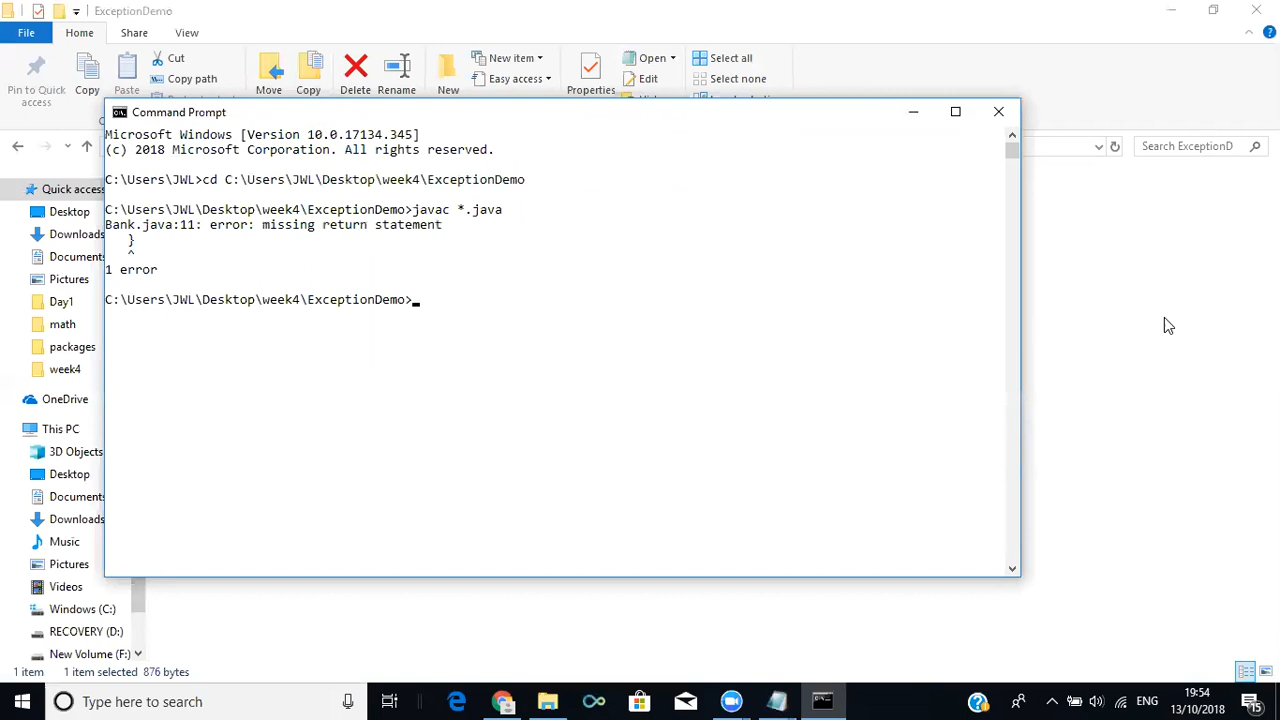 ExceptionDemo
File Home Share View
Pin to Quick access
Copy
Paste
Cut
Copy path
Move
Copy
Delete
Rename
New
New item
Easy access
Properties
Open
Edit
Select all
Select none
Search ExceptionD
Command Prompt
Microsoft Windows [Version 10.0.17134.345]
(c) 2018 Microsoft Corporation. All rights reserved.
C:\Users\JWL>cd C:\Users\JWL\Desktop\week4\ExceptionDemo
C:\Users\JWL\Desktop\week4\ExceptionDemo>javac *.java
Bank.java:11: error: missing return statement
}
^
1 error
C:\Users\JWL\Desktop\week4\ExceptionDemo>
Quick access
Desktop
Downloads
Documents
Pictures
Day1
math
packages
week4
OneDrive
This PC
3D Objects
Desktop
Documents
Downloads
Music
Pictures
Videos
Windows (C:)
RECOVERY (D:)
New Volume (F:)
1 item 1 item selected 876 bytes
Type here to search
ENG
19:54
13/10/2018
15